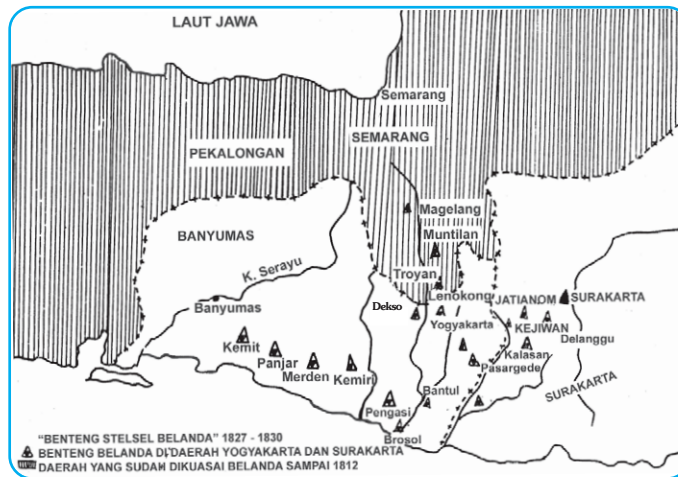 LAUT JAWA
Semarang
SEMARANG
PEKALONGAN
Magelang
Muntilan
BANYUMAS
K. Serayu
Troyan
Banyumas
Dekso
Lenokong
JATIANOM
SURAKARTA
Yogyakarta
KEJIWAN
Delanggu
Kemit
Panjar
Merden
Kemiri
Kalasan
Pasargede
Pengasi
Bantul
SURAKARTA
Brosol
"BENTENG STELSEL BELANDA" 1827 - 1830
BENTENG BELANDA DI DAERAH YOGYAKARTA DAN SURAKARTA
DAERAH YANG SUDAH DIKUASAI BELANDA SAMPAI 1812